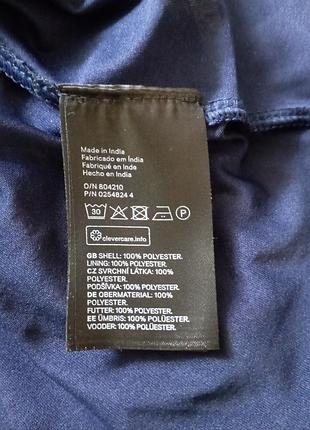 Made in India
Fabricado em Índia
Fabriqué en Inde
Hecho en India
O/N 804210
P/N 0254824 4
30 P
clevercare.info
GB SHELL: 100% POLYESTER.
LINING: 100% POLYESTER.
CZ SVRCHNÍ LÁTKA: 100%
POLYESTER.
PODŠÍVKA: 100% POLYESTER.
DE OBERMATERIAL: 100%
POLYESTER.
FUTTER: 100% POLYESTER.
EE ÜMBRIS: 100% POLÜESTER.
VOODER: 100% POLÜESTER.